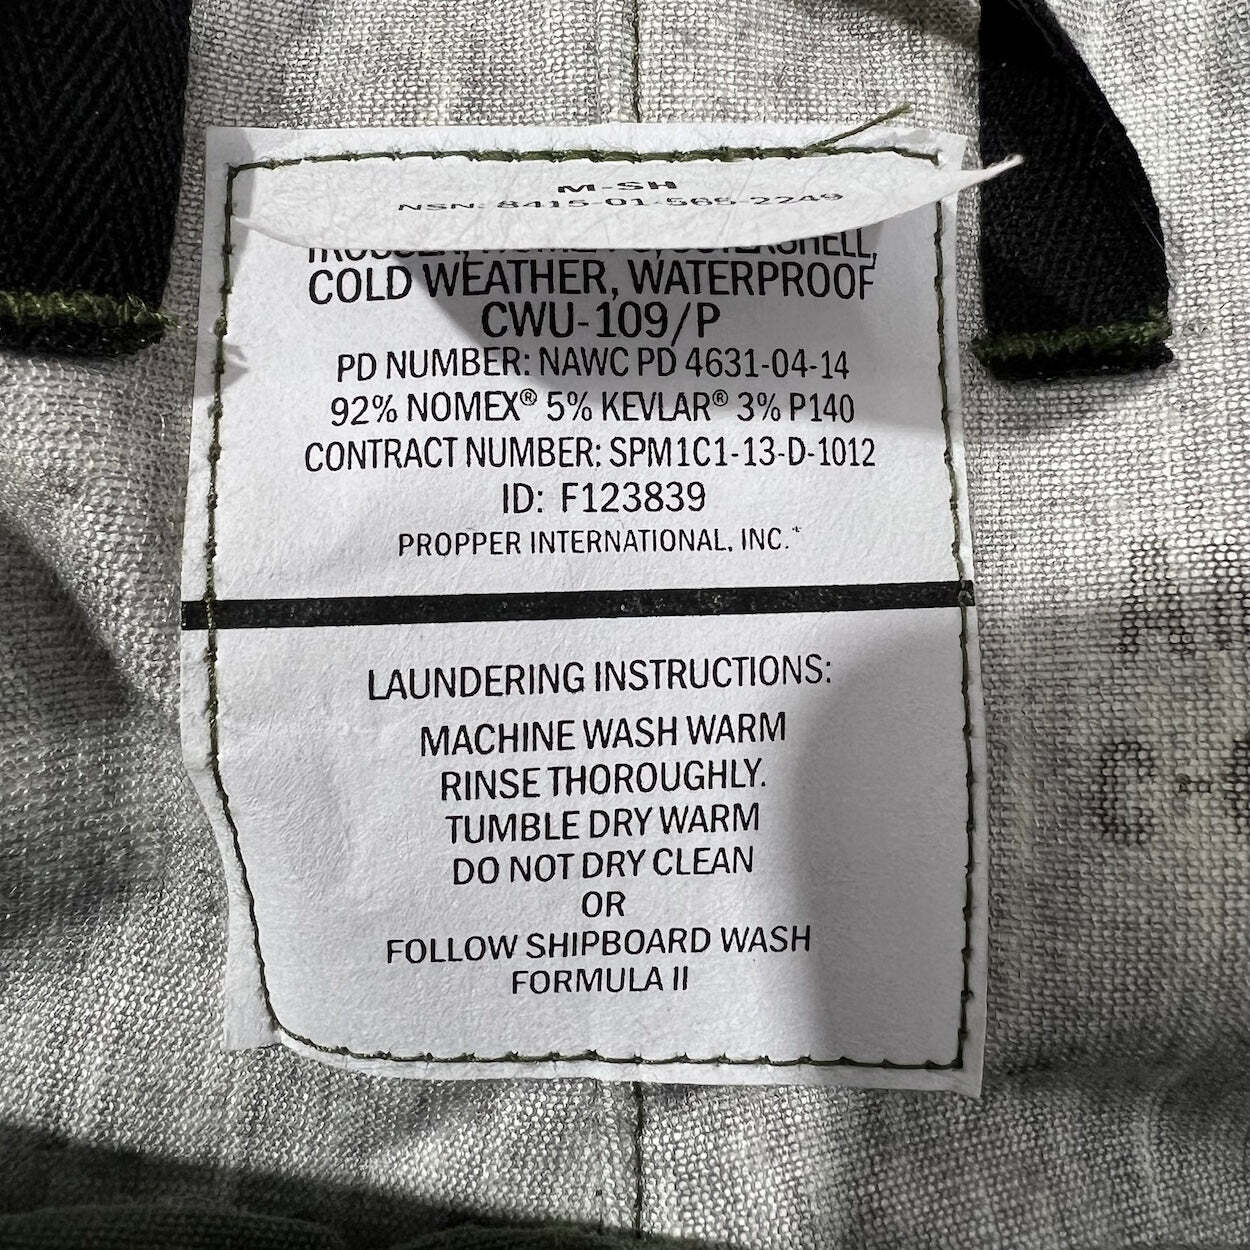 M-SH
NSN: 8415-01-566-2249
OUTERSHELL,
COLD WEATHER, WATERPROOF
CWU-109/P
PD NUMBER: NAWC PD 4631-04-14
92% NOMEX® 5% KEVLAR® 3% P140
CONTRACT NUMBER: SPM1C1-13-D-1012
ID: F123839
PROPPER INTERNATIONAL, INC.
LAUNDERING INSTRUCTIONS:
MACHINE WASH WARM
RINSE THOROUGHLY.
TUMBLE DRY WARM
DO NOT DRY CLEAN
OR
FOLLOW SHIPBOARD WASH
FORMULA II